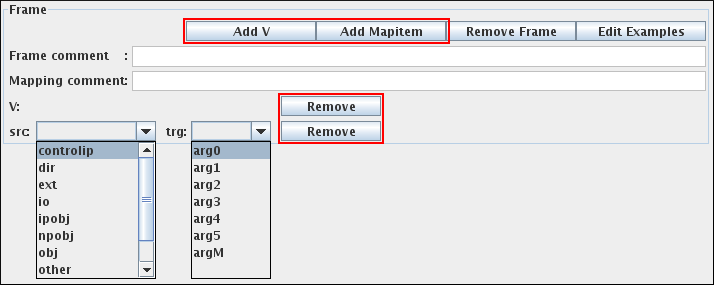 Frame
Add V Add Mapitem Remove Frame Edit Examples
Frame comment :
Mapping comment:
V: Remove
src: trg: Remove
controlip arg0
dir arg1
ext arg2
io arg3
ipobj arg4
npobj arg5
obj argM
other